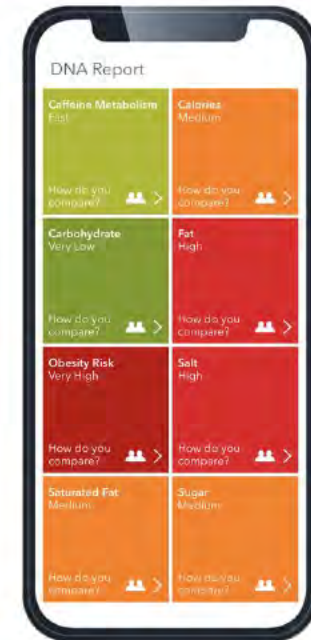 DNA Report
Caffeine Metabolism
Fast
How do you
compare?
Calories
Medium
How do you
compare?
Carbohydrate
Very Low
How do you
compare?
Fat
High
How do you
compare?
Obesity Risk
Very High
How do you
compare?
Salt
High
How do you
compare?
Saturated Fat
Medium
How do you
compare?
Sugar
Medium
How do you
compare?